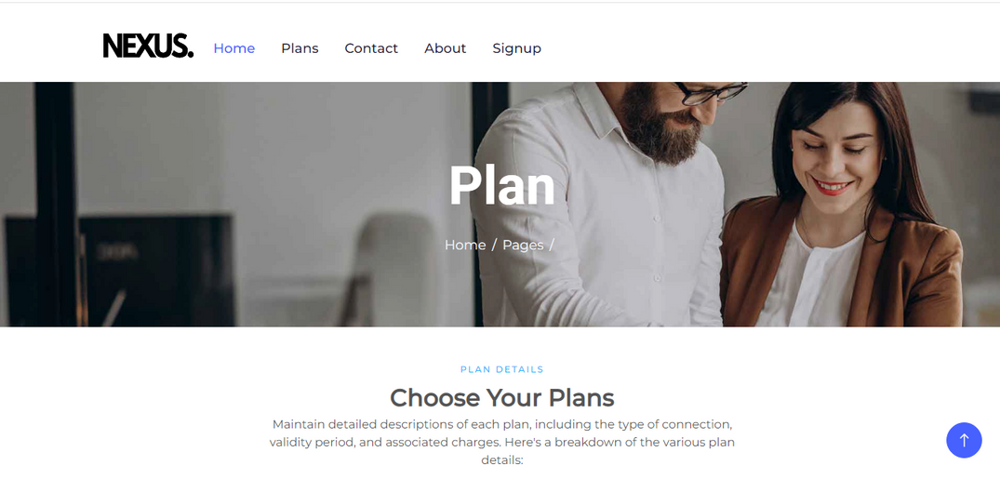 NEXUS. Home Plans Contact About Signup
Plan
Home / Pages /
PLAN DETAILS
Choose Your Plans
Maintain detailed descriptions of each plan, including the type of connection,
validity period, and associated charges. Here's a breakdown of the various plan
details: